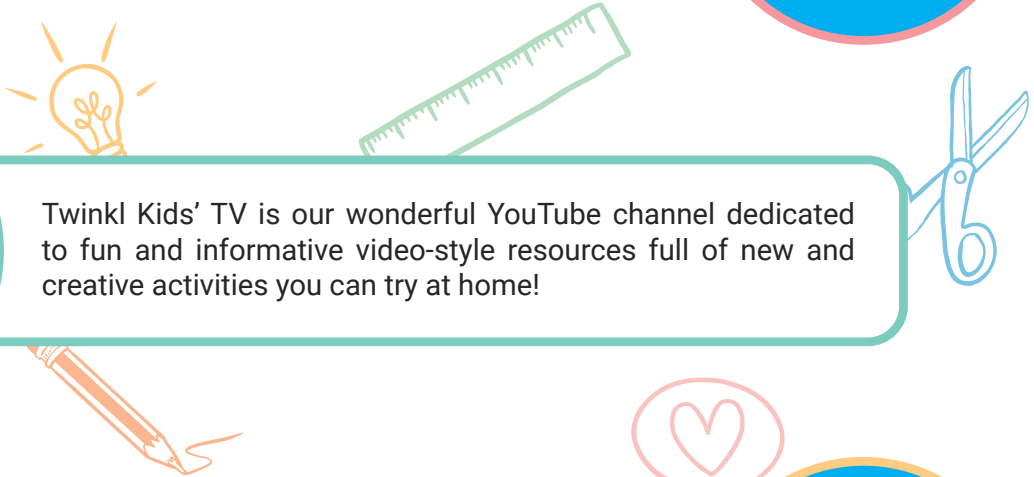 Twinkl Kids’ TV is our wonderful YouTube channel dedicated
to fun and informative video-style resources full of new and
creative activities you can try at home!